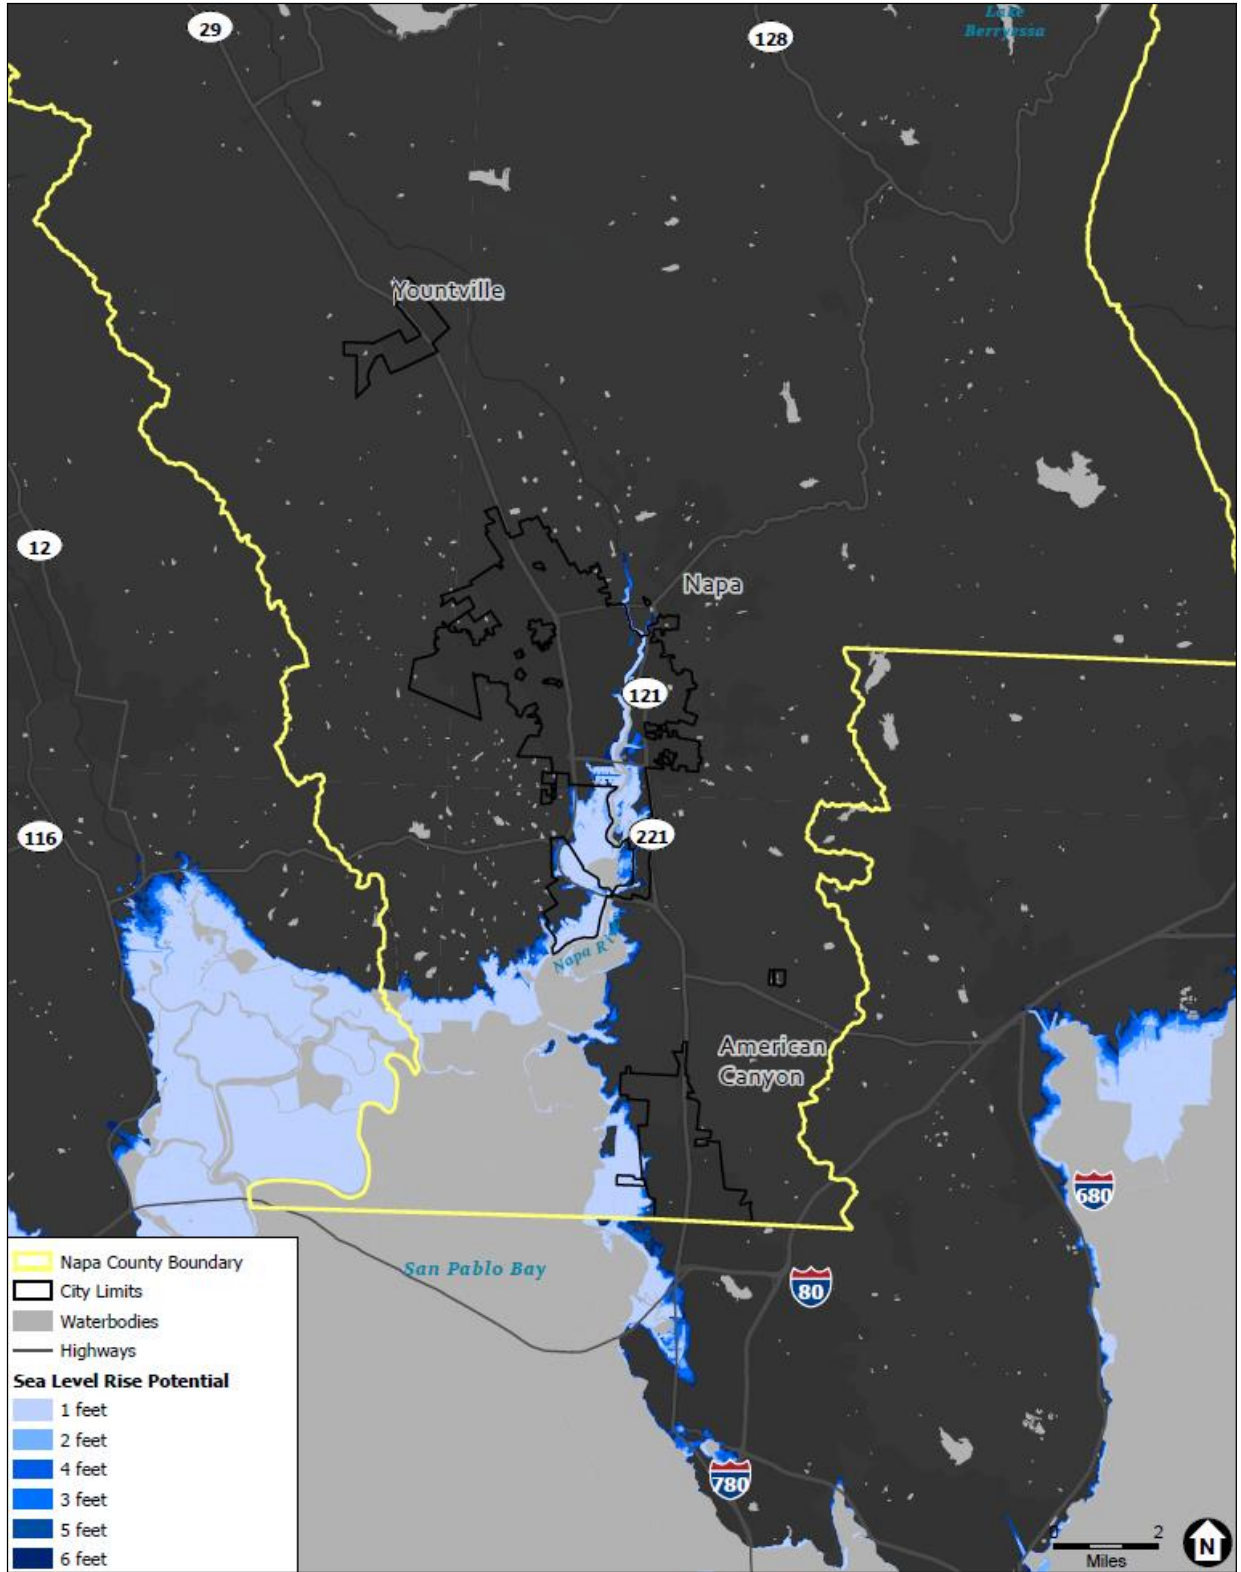 29
128
Lake
Berryessa
Yountville
12
Napa
121
116
221
Napa River
American
Canyon
680
San Pablo Bay
80
780
Napa County Boundary
City Limits
Waterbodies
Highways
Sea Level Rise Potential
1 feet
2 feet
4 feet
3 feet
5 feet
6 feet
0 2
Miles
N